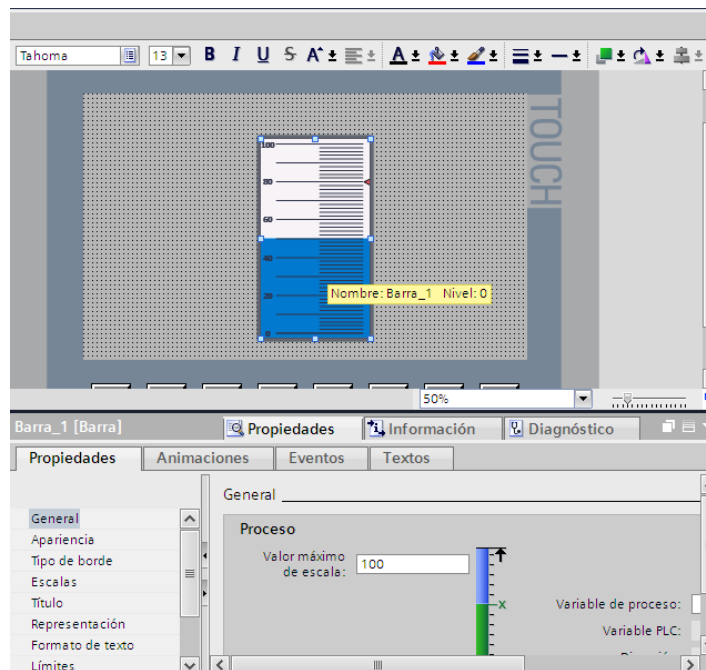 Tahoma 13 B I U S A A
TOUCH
100
80
60
40
20
0
Nombre: Barra_1 Nivel: 0
50%
Barra_1 [Barra] Propiedades Información Diagnóstico
Propiedades Animaciones Eventos Textos
General
General
Apariencia
Tipo de borde
Escalas
Título
Representación
Formato de texto
Límites
Proceso
Valor máximo
de escala: 100
x
Variable de proceso:
Variable PLC: